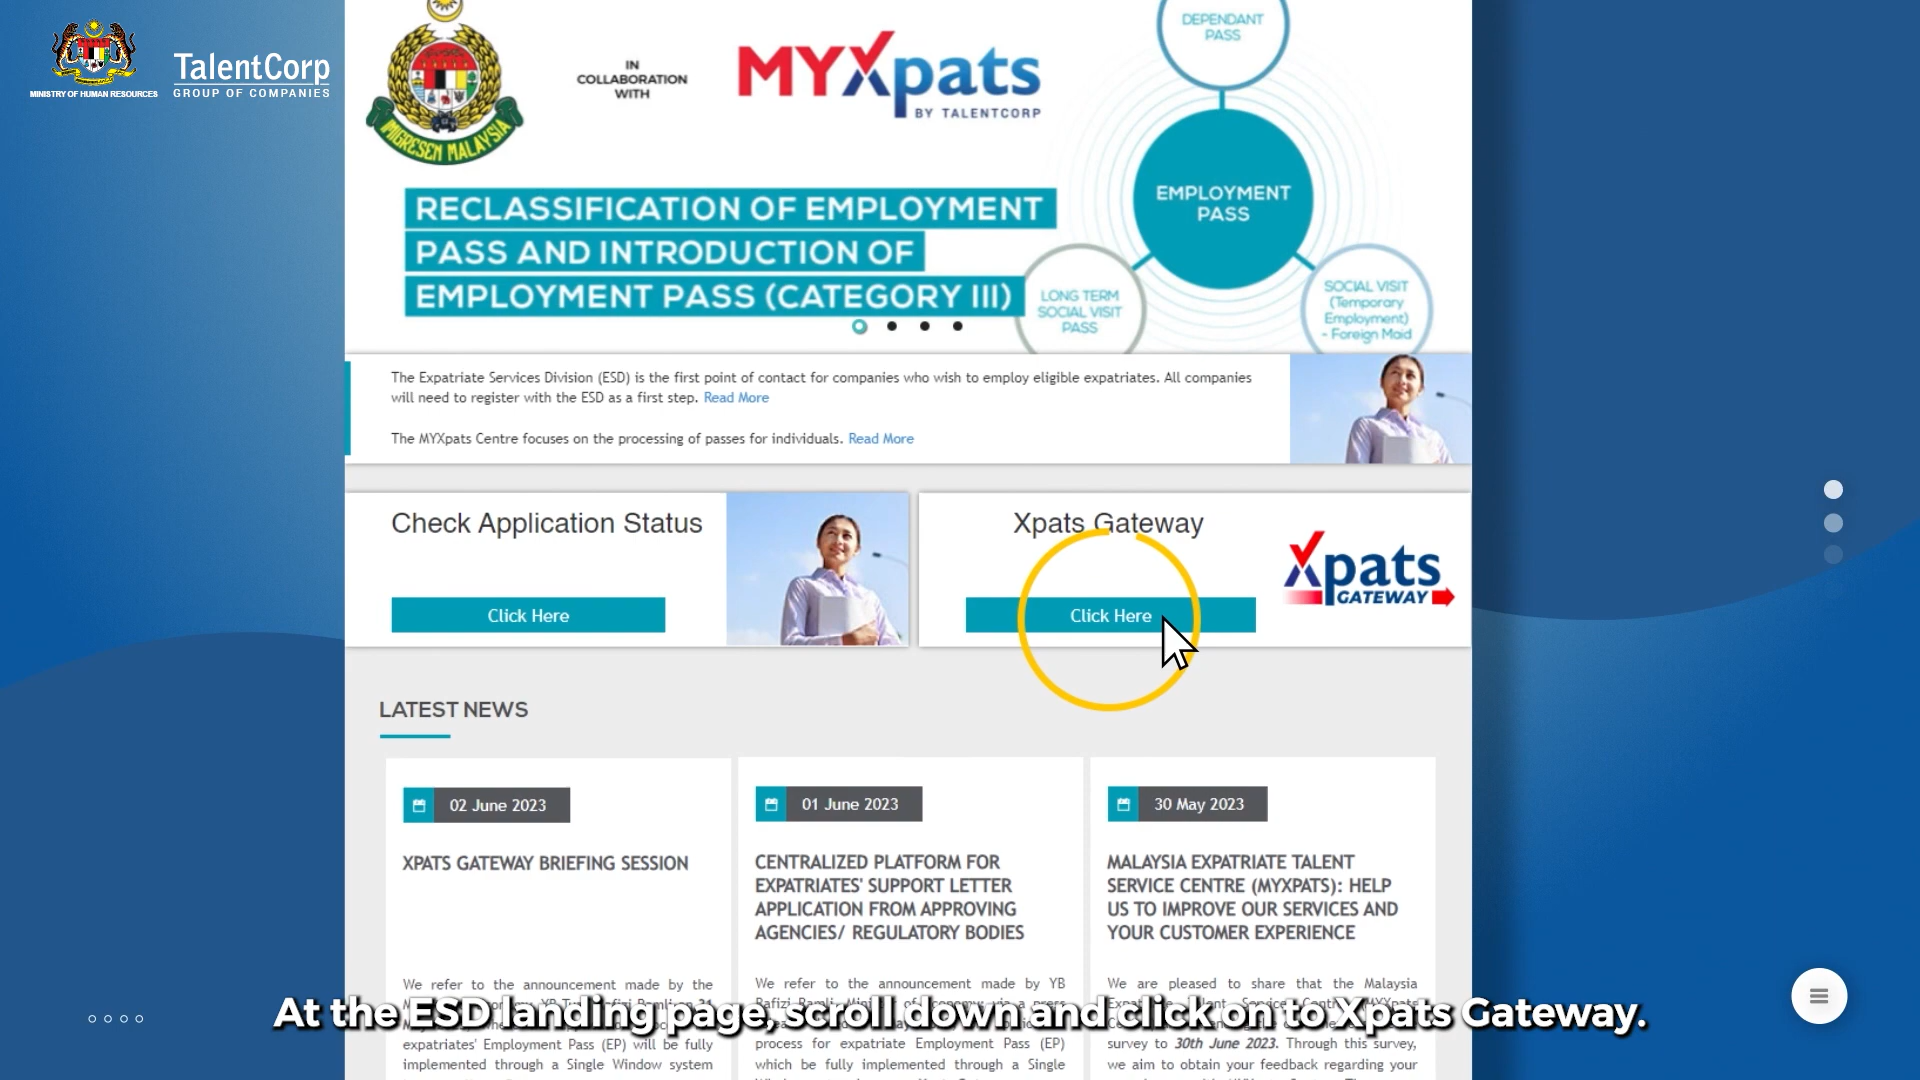 MINISTRY OF HUMAN RESOURCES
TalentCorp
GROUP OF COMPANIES
IMIGRESEN MALAYSIA
IN
COLLABORATION
WITH
MYXpats
BY TALENTCORP
DEPENDANT
PASS
EMPLOYMENT
PASS
LONG TERM
SOCIAL VISIT
PASS
SOCIAL VISIT
(Temporary
Employment)
- Foreign Maid
RECLASSIFICATION OF EMPLOYMENT
PASS AND INTRODUCTION OF
EMPLOYMENT PASS (CATEGORY III)
The Expatriate Services Division (ESD) is the first point of contact for companies who wish to employ eligible expatriates. All companies
will need to register with the ESD as a first step. Read More
The MYXpats Centre focuses on the processing of passes for individuals. Read More
Check Application Status
Click Here
Xpats Gateway
Click Here
Xpats
GATEWAY
LATEST NEWS
02 June 2023
XPATS GATEWAY BRIEFING SESSION
We refer to the announcement made by the
expatriates' Employment Pass (EP) will be fully
implemented through a Single Window system
01 June 2023
CENTRALIZED PLATFORM FOR
EXPATRIATES' SUPPORT LETTER
APPLICATION FROM APPROVING
AGENCIES/ REGULATORY BODIES
We refer to the announcement made by YB
process for expatriate Employment Pass (EP)
which be fully implemented through a Single
30 May 2023
MALAYSIA EXPATRIATE TALENT
SERVICE CENTRE (MYXPATS): HELP
US TO IMPROVE OUR SERVICES AND
YOUR CUSTOMER EXPERIENCE
We are pleased to share that the Malaysia
survey to 30th June 2023. Through this survey,
we aim to obtain your feedback regarding your
At the ESD landing page, scroll down and click on to Xpats Gateway.